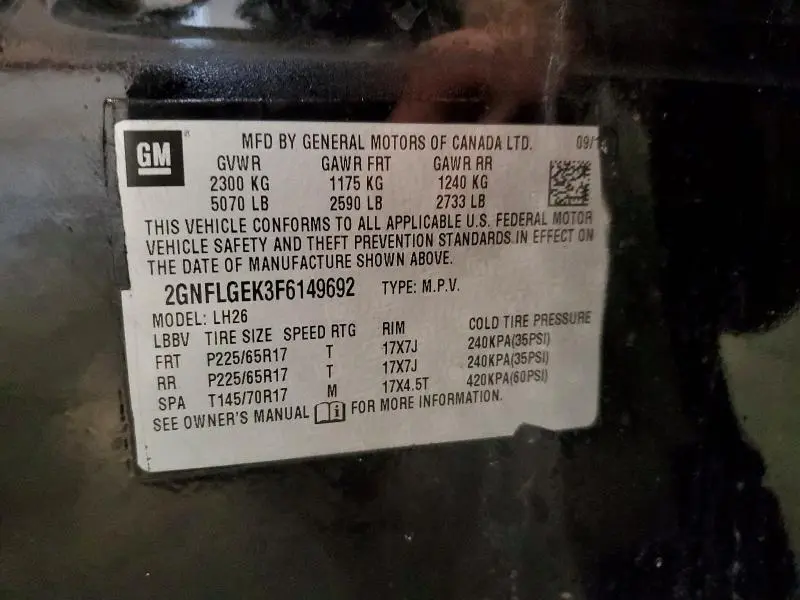 GM
MFD BY GENERAL MOTORS OF CANADA LTD. 09/
GVWR GAWR FRT GAWR RR
2300 KG 1175 KG 1240 KG
5070 LB 2590 LB 2733 LB
THIS VEHICLE CONFORMS TO ALL APPLICABLE U.S. FEDERAL MOTOR
VEHICLE SAFETY AND THEFT PREVENTION STANDARDS IN EFFECT ON
THE DATE OF MANUFACTURE SHOWN ABOVE.
2GNFLGEK3F6149692 TYPE: M.P.V.
MODEL: LH26
LBBV TIRE SIZE SPEED RTG RIM COLD TIRE PRESSURE
FRT P225/65R17 T 17X7J 240KPA(35PSI)
RR P225/65R17 T 17X7J 240KPA(35PSI)
SPA T145/70R17 M 17X4.5T 420KPA(60PSI)
SEE OWNER'S MANUAL i FOR MORE INFORMATION.